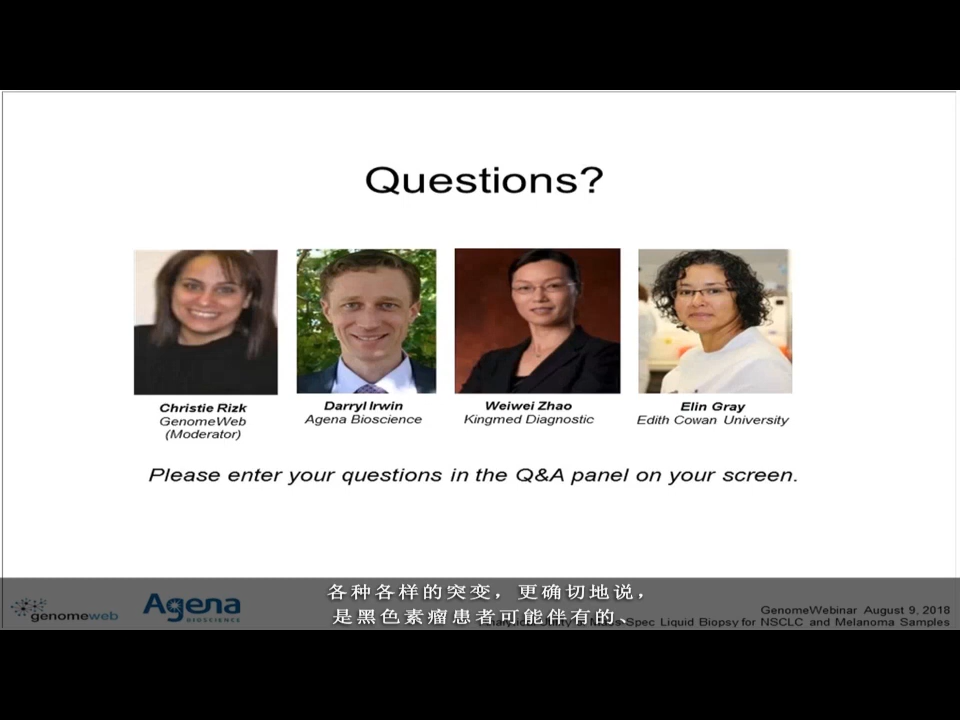 Questions?
Christie Rizk
GenomeWeb
(Moderator)
Darryl Irwin
Agena Bioscience
Weiwei Zhao
Kingmed Diagnostic
Elin Gray
Edith Cowan University
Please enter your questions in the Q&A panel on your screen.
各种各样的突变，更确切地说，
是黑色素瘤患者可能伴有的、
genomeweb
Agena
BIOSCIENCE
GenomeWebinar August 9, 2018
Spec Liquid Biopsy for NSCLC and Melanoma Samples